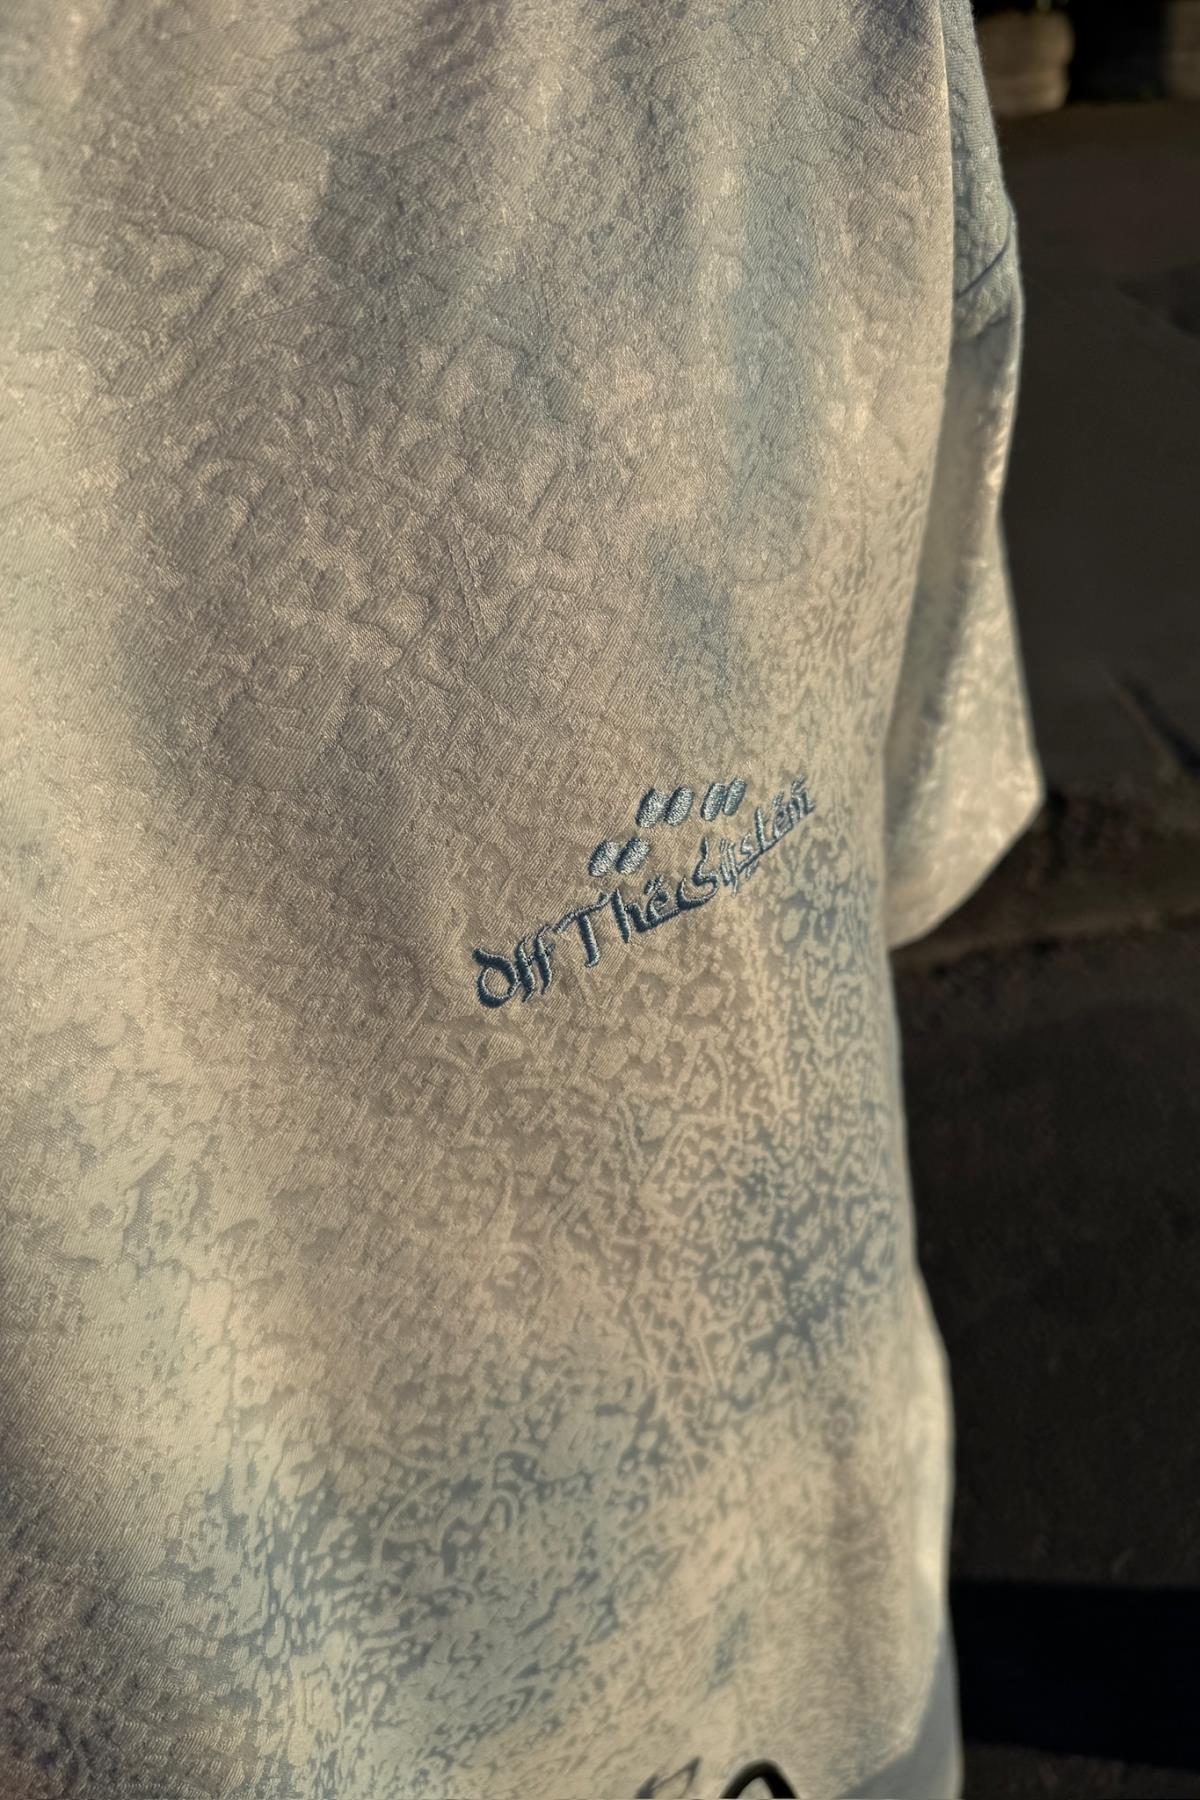 Off The System